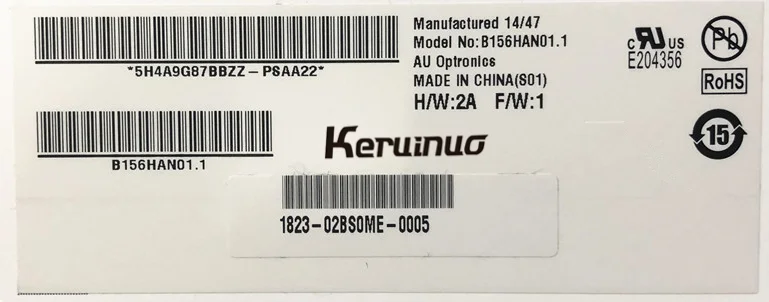 *5H4A9G87BBZZ-PSAA22*
Manufactured 14/47
Model No:B156HAN01.1
AU Optronics
MADE IN CHINA(S01)
H/W:2A F/W:1
c RU US
E204356
Pb
RoHS
15
B156HAN01.1
Keruinuo
1823-02BS0ME-0005